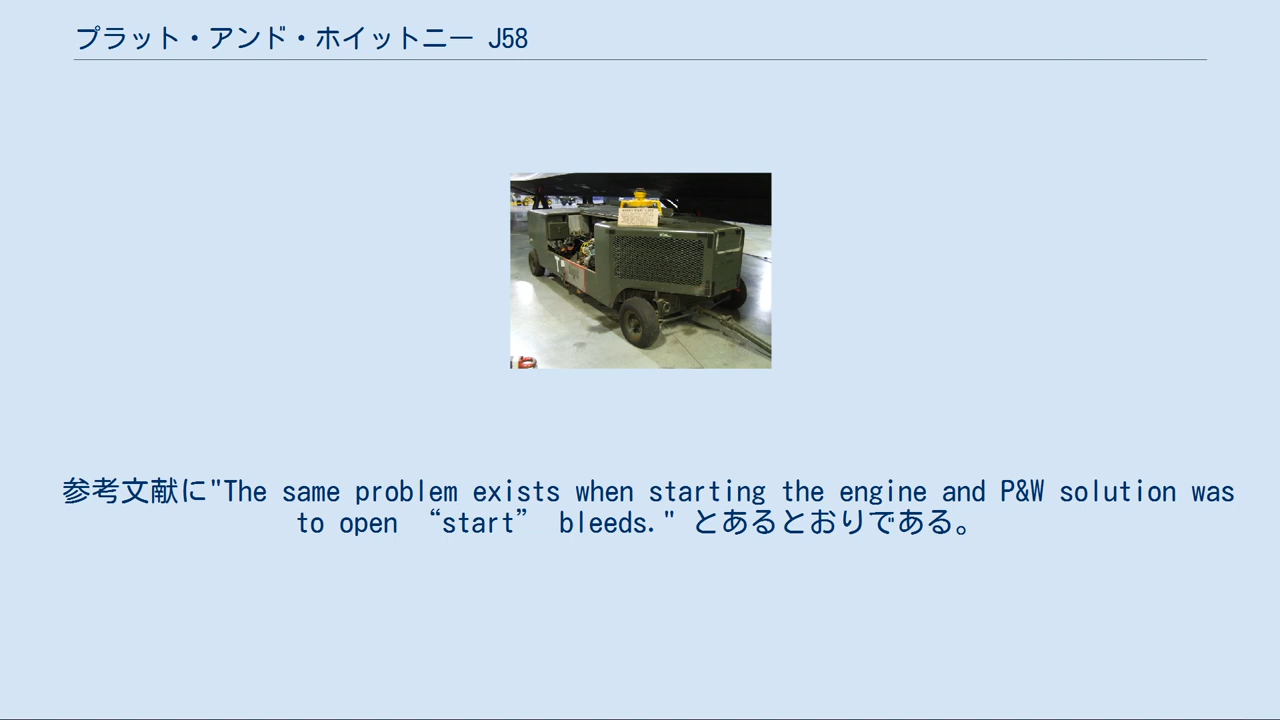 プラット・アンド・ホイットニー J58
参考文献に"The same problem exists when starting the engine and P&W solution was
to open “start” bleeds." とあるとおりである。